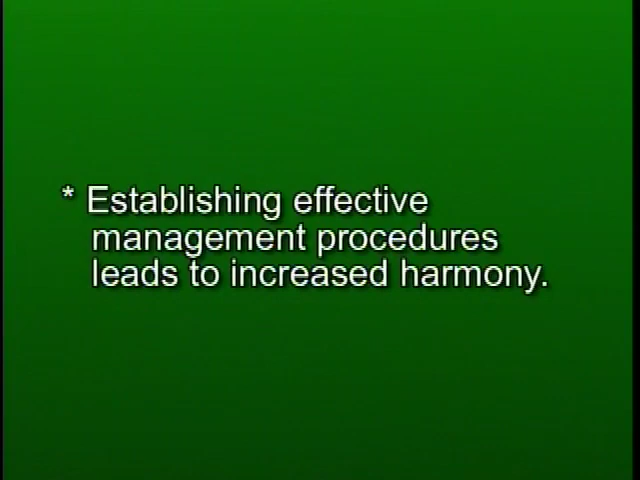 * Establishing effective
management procedures
leads to increased harmony.